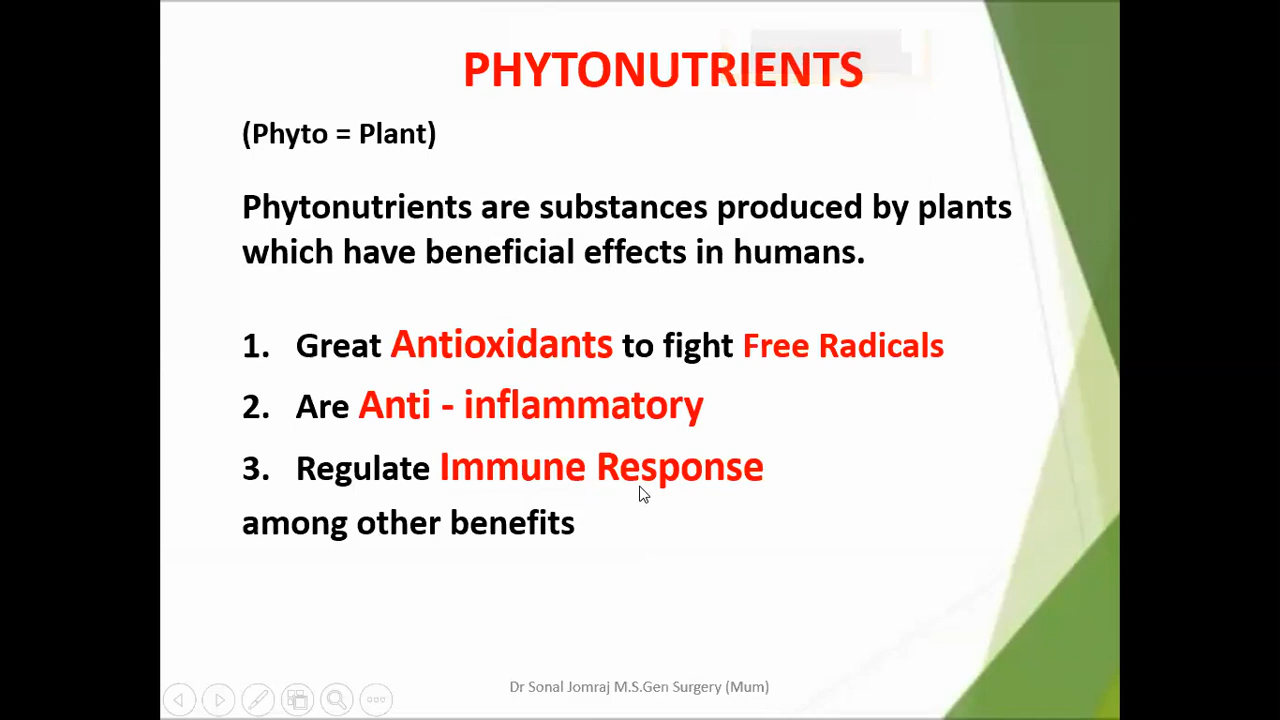 PHYTONUTRIENTS
(Phyto = Plant)
Phytonutrients are substances produced by plants
which have beneficial effects in humans.
1. Great Antioxidants to fight Free Radicals
2. Are Anti - inflammatory
3. Regulate Immune Response
among other benefits
Dr Sonal Jomraj M.S.Gen Surgery (Mum)